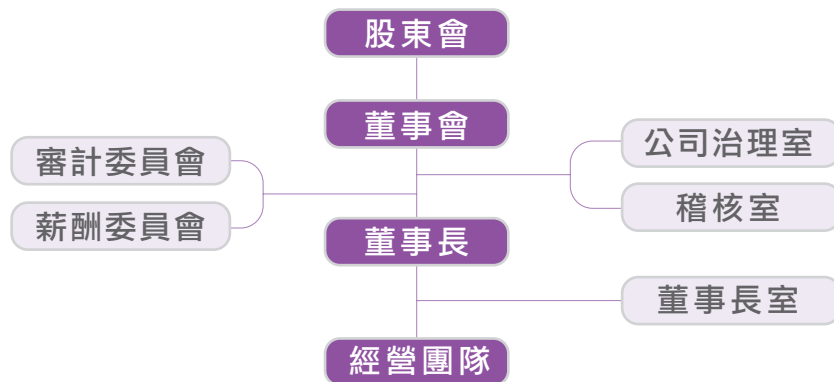 股東會
董事會
審計委員會
薪酬委員會
公司治理室
稽核室
董事長
董事長室
經營團隊